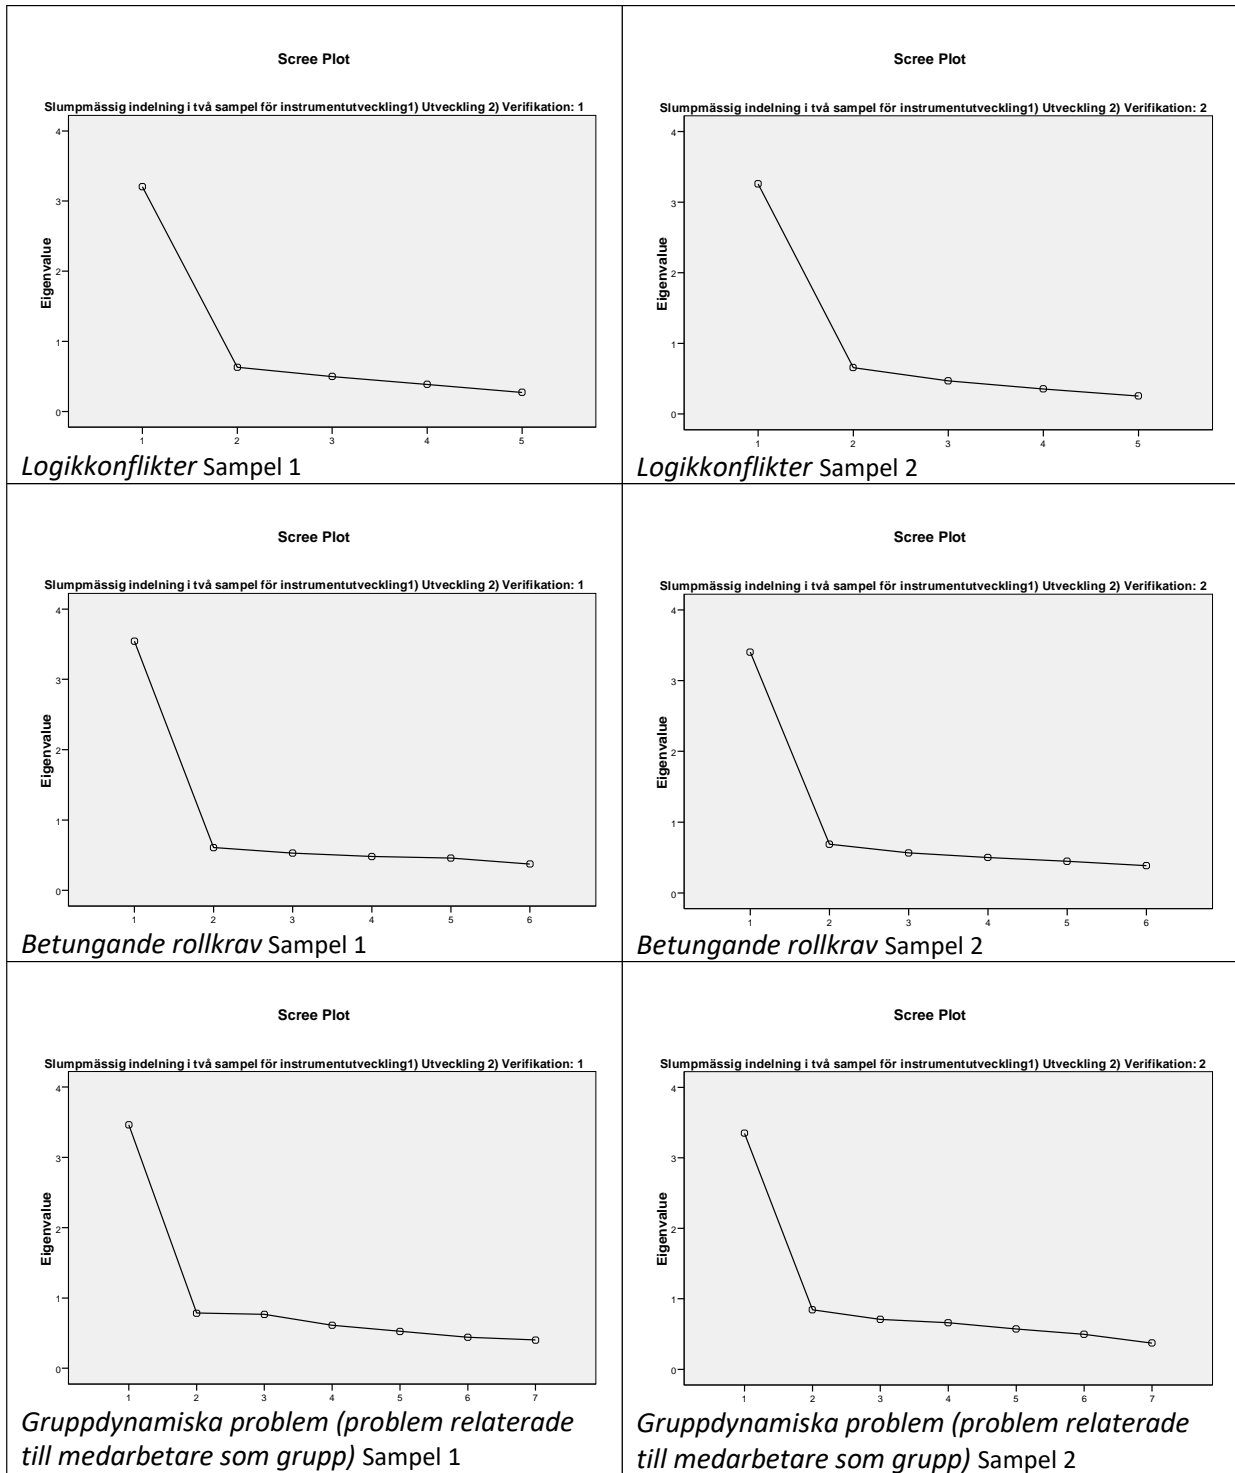 Scree Plot
Slumpmässig indelning i två sampel för instrumentutveckling1) Utveckling 2) Verifikation: 1
Eigenvalue
4
3
2
1
0
1 2 3 4 5
Logikkonflikter Sampel 1
Scree Plot
Slumpmässig indelning i två sampel för instrumentutveckling1) Utveckling 2) Verifikation: 2
Eigenvalue
4
3
2
1
0
1 2 3 4 5
Logikkonflikter Sampel 2
Scree Plot
Slumpmässig indelning i två sampel för instrumentutveckling1) Utveckling 2) Verifikation: 1
Eigenvalue
4
3
2
1
0
1 2 3 4 5 6
Betungande rollkrav Sampel 1
Scree Plot
Slumpmässig indelning i två sampel för instrumentutveckling1) Utveckling 2) Verifikation: 2
Eigenvalue
4
3
2
1
0
1 2 3 4 5 6
Betungande rollkrav Sampel 2
Scree Plot
Slumpmässig indelning i två sampel för instrumentutveckling1) Utveckling 2) Verifikation: 1
Eigenvalue
4
3
2
1
0
1 2 3 4 5 6 7
Gruppdynamiska problem (problem relaterade
till medarbetare som grupp) Sampel 1
Scree Plot
Slumpmässig indelning i två sampel för instrumentutveckling1) Utveckling 2) Verifikation: 2
Eigenvalue
4
3
2
1
0
1 2 3 4 5 6 7
Gruppdynamiska problem (problem relaterade
till medarbetare som grupp) Sampel 2